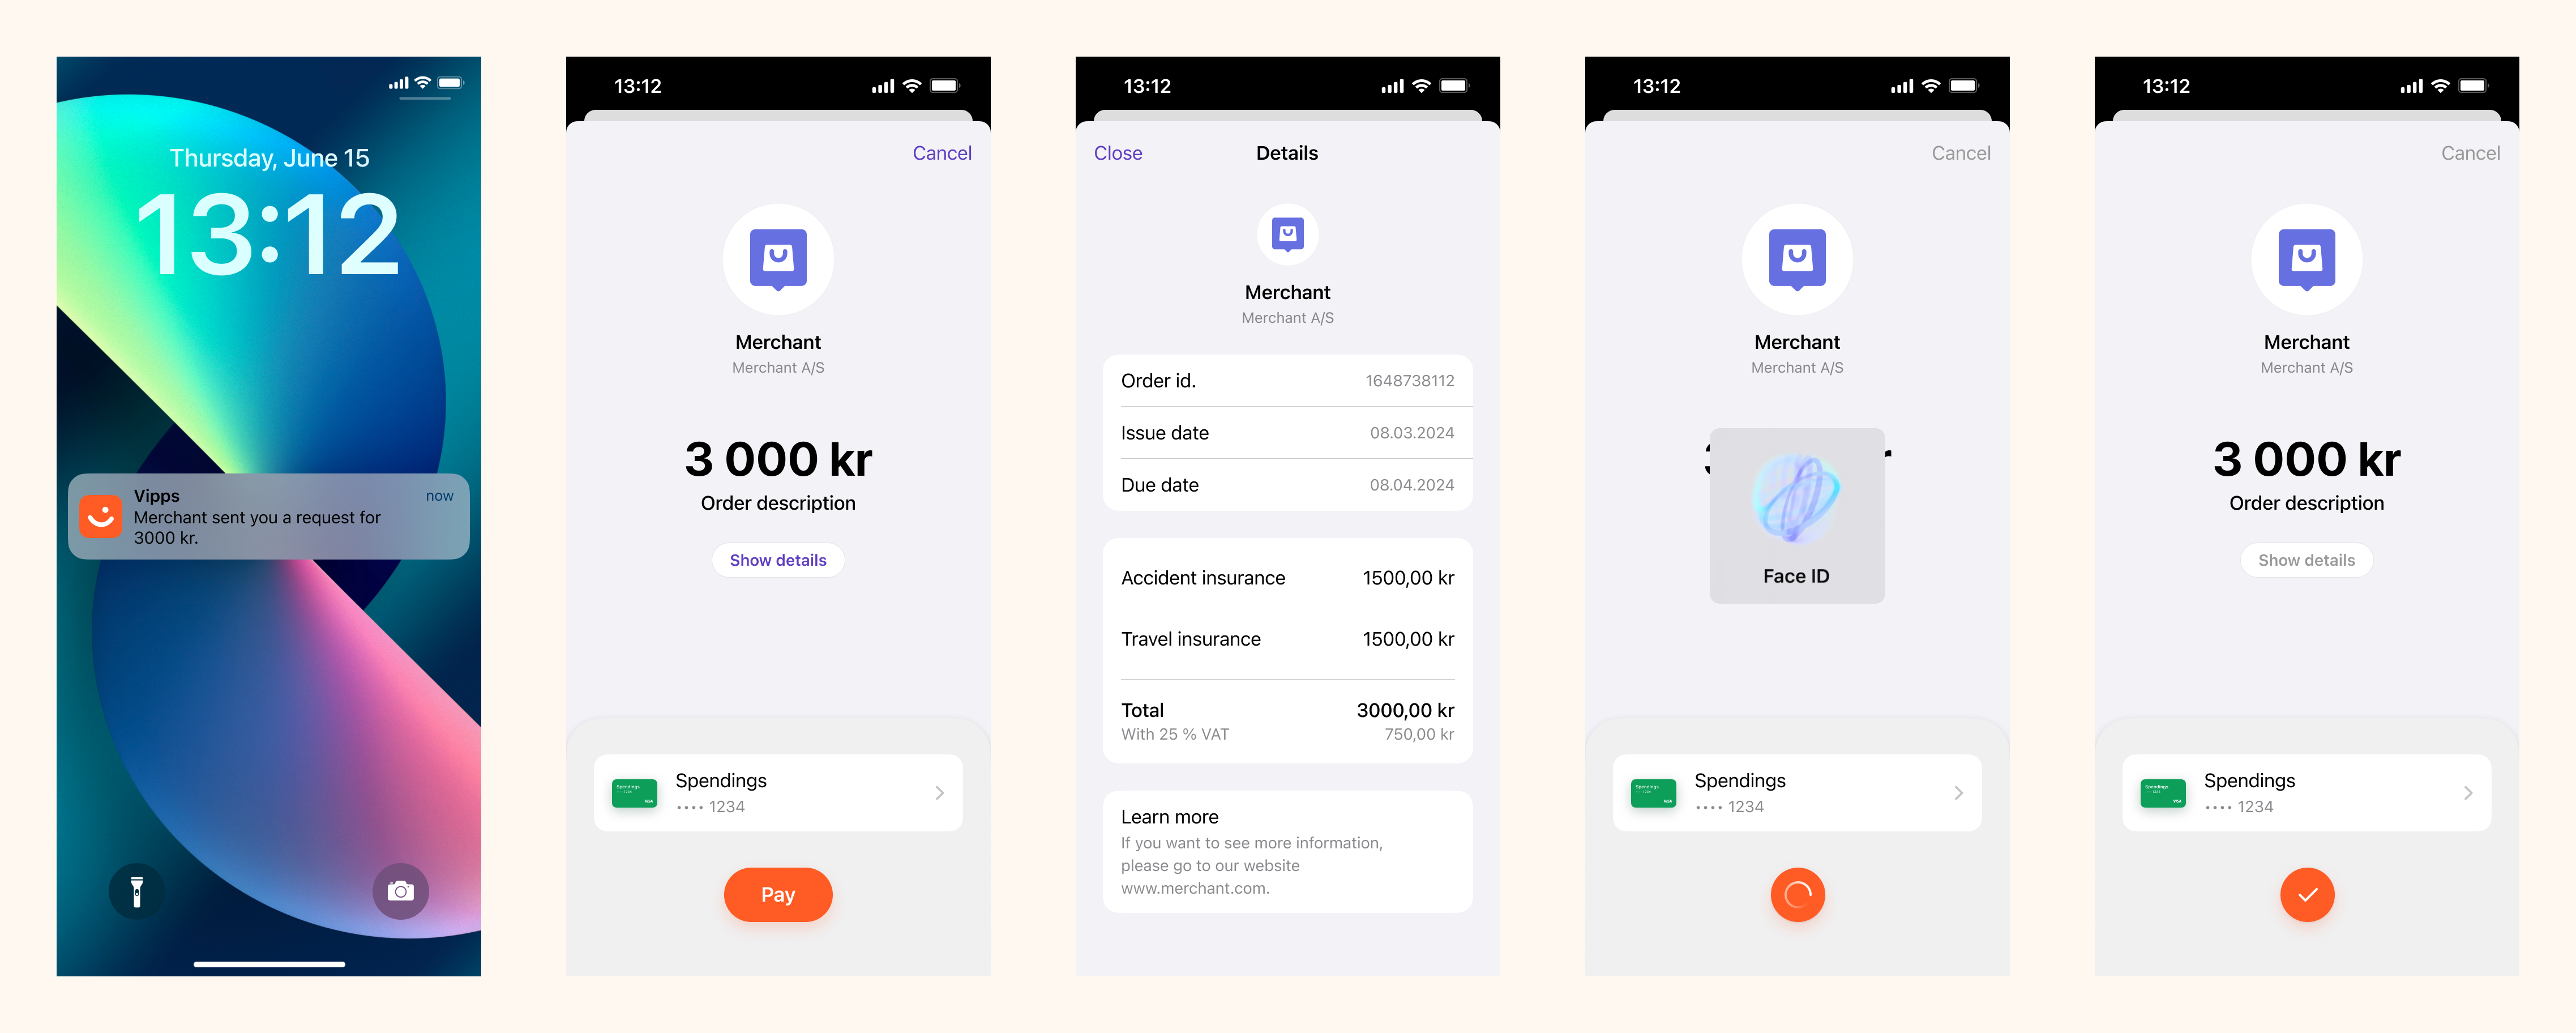 Thursday, June 15
13:12
Vipps
now
Merchant sent you a request for
3000 kr.
13:12
Cancel
Merchant
Merchant A/S
3 000 kr
Order description
Show details
Spendings
•••• 1234
Pay
13:12
Close
Details
Merchant
Merchant A/S
Order id.
1648738112
Issue date
08.03.2024
Due date
08.04.2024
Accident insurance
1500,00 kr
Travel insurance
1500,00 kr
Total
3000,00 kr
With 25 % VAT
750,00 kr
Learn more
If you want to see more information,
please go to our website
www.merchant.com.
13:12
Cancel
Merchant
Merchant A/S
Face ID
Spendings
•••• 1234
13:12
Cancel
Merchant
Merchant A/S
3 000 kr
Order description
Show details
Spendings
•••• 1234